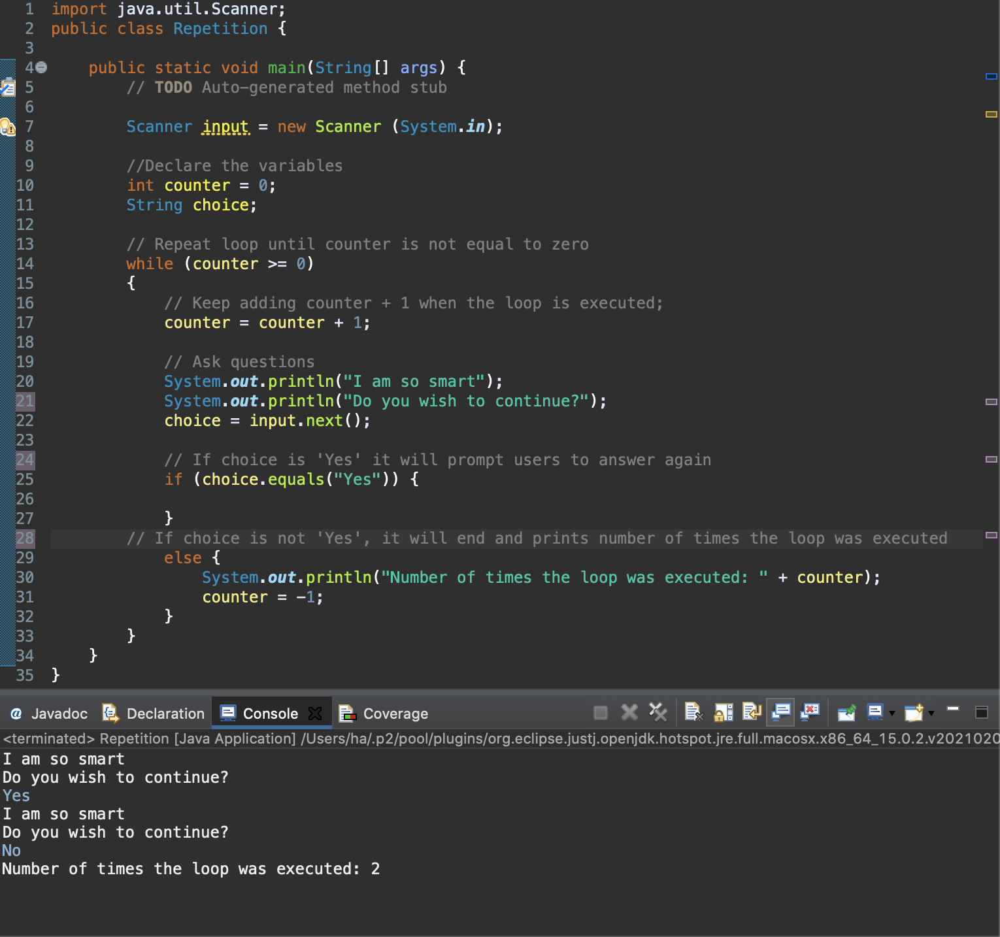 1 import java.util.Scanner;
2 public class Repetition {
3
4 public static void main(String[] args) {
5 // TODO Auto-generated method stub
6
7 Scanner input = new Scanner (System.in);
8
9 //Declare the variables
10 int counter = 0;
11 String choice;
12
13 // Repeat loop until counter is not equal to zero
14 while (counter >= 0)
15 {
16 // Keep adding counter + 1 when the loop is executed;
17 counter = counter + 1;
18
19 // Ask questions
20 System.out.println("I am so smart");
21 System.out.println("Do you wish to continue?");
22 choice = input.next();
23
24 // If choice is 'Yes' it will prompt users to answer again
25 if (choice.equals("Yes")) {
26
27 }
28 // If choice is not 'Yes', it will end and prints number of times the loop was executed
29 else {
30 System.out.println("Number of times the loop was executed: " + counter);
31 counter = -1;
32 }
33 }
34 }
35 }
@ Javadoc Declaration Console Coverage
<terminated> Repetition [Java Application] /Users/ha/.p2/pool/plugins/org.eclipse.justj.openjdk.hotspot.jre.full.macosx.x86_64_15.0.2.v2021020
I am so smart
Do you wish to continue?
Yes
I am so smart
Do you wish to continue?
No
Number of times the loop was executed: 2